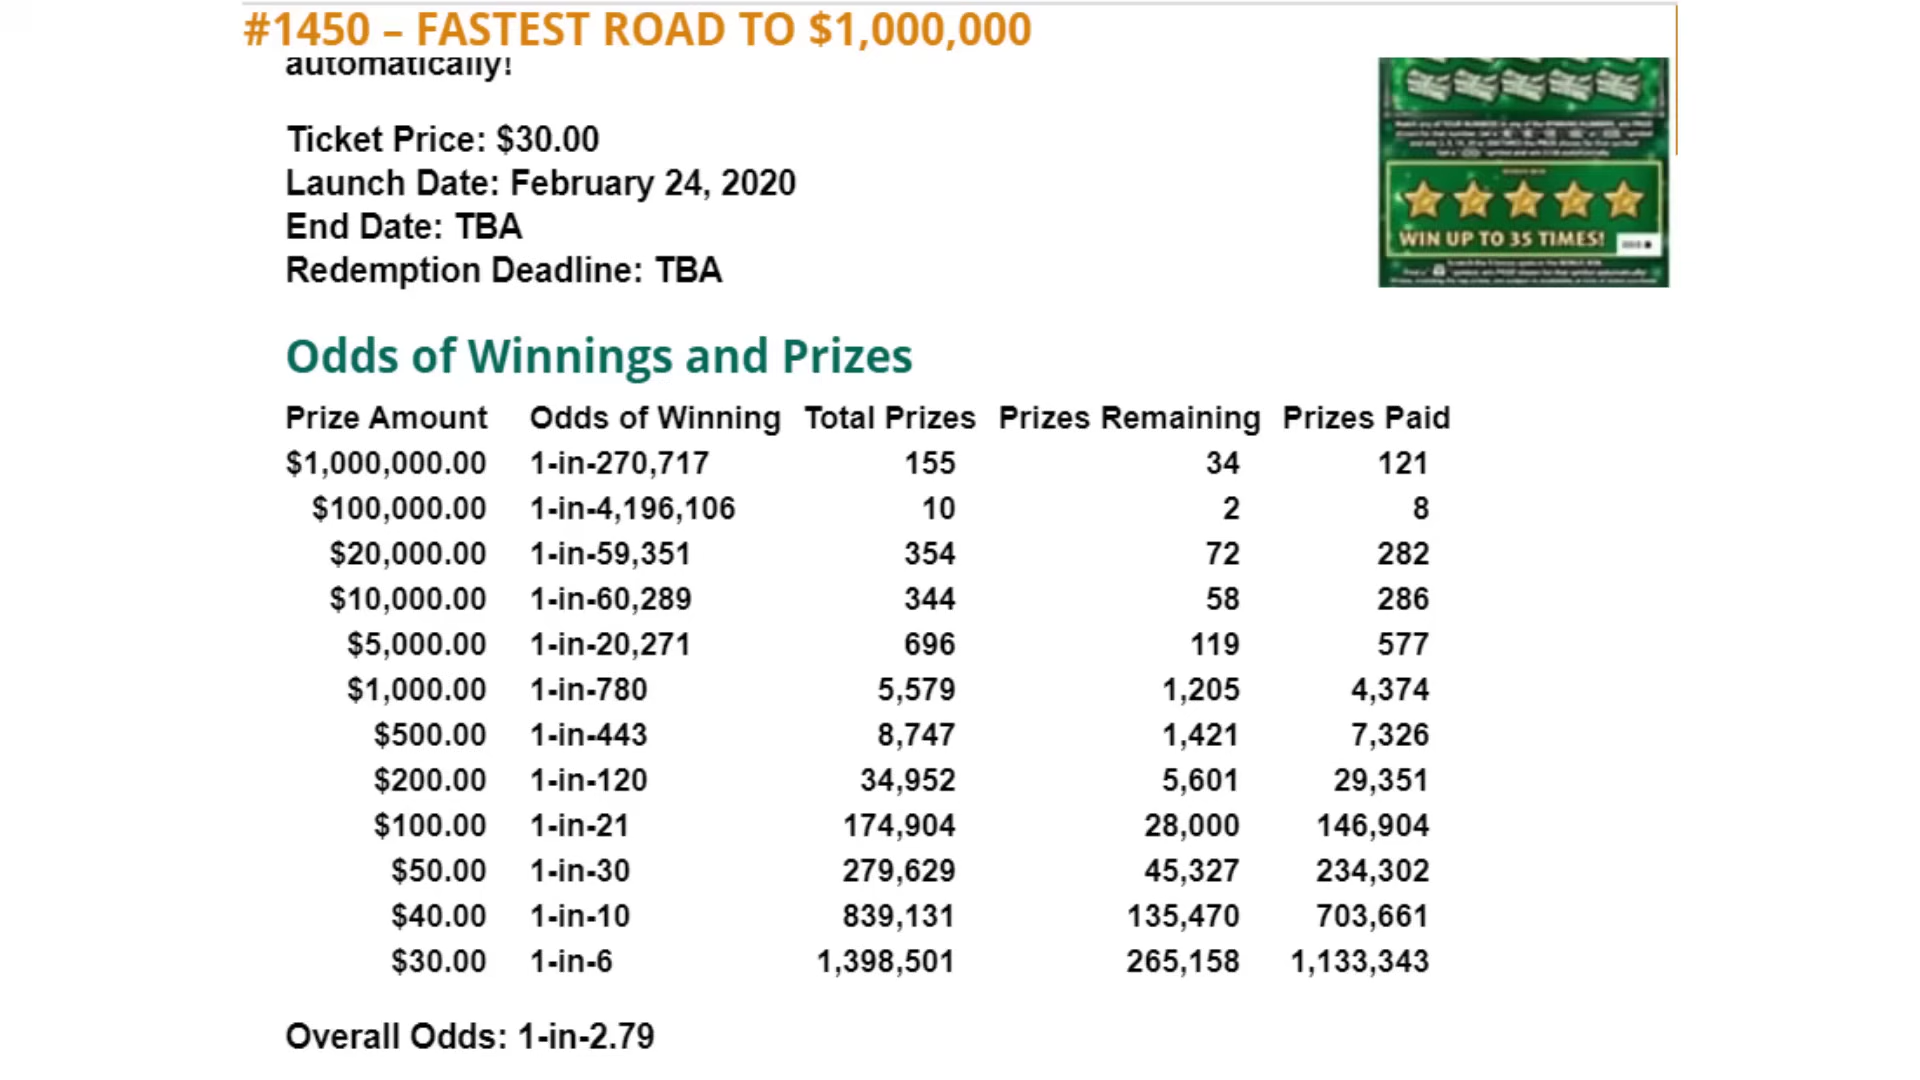 #1450 – FASTEST ROAD TO $1,000,000
automatically!
Ticket Price: $30.00
Launch Date: February 24, 2020
End Date: TBA
Redemption Deadline: TBA
WIN UP TO 35 TIMES!
Odds of Winnings and Prizes
Prize Amount Odds of Winning Total Prizes Prizes Remaining Prizes Paid
$1,000,000.00 1-in-270,717 155 34 121
$100,000.00 1-in-4,196,106 10 2 8
$20,000.00 1-in-59,351 354 72 282
$10,000.00 1-in-60,289 344 58 286
$5,000.00 1-in-20,271 696 119 577
$1,000.00 1-in-780 5,579 1,205 4,374
$500.00 1-in-443 8,747 1,421 7,326
$200.00 1-in-120 34,952 5,601 29,351
$100.00 1-in-21 174,904 28,000 146,904
$50.00 1-in-30 279,629 45,327 234,302
$40.00 1-in-10 839,131 135,470 703,661
$30.00 1-in-6 1,398,501 265,158 1,133,343
Overall Odds: 1-in-2.79